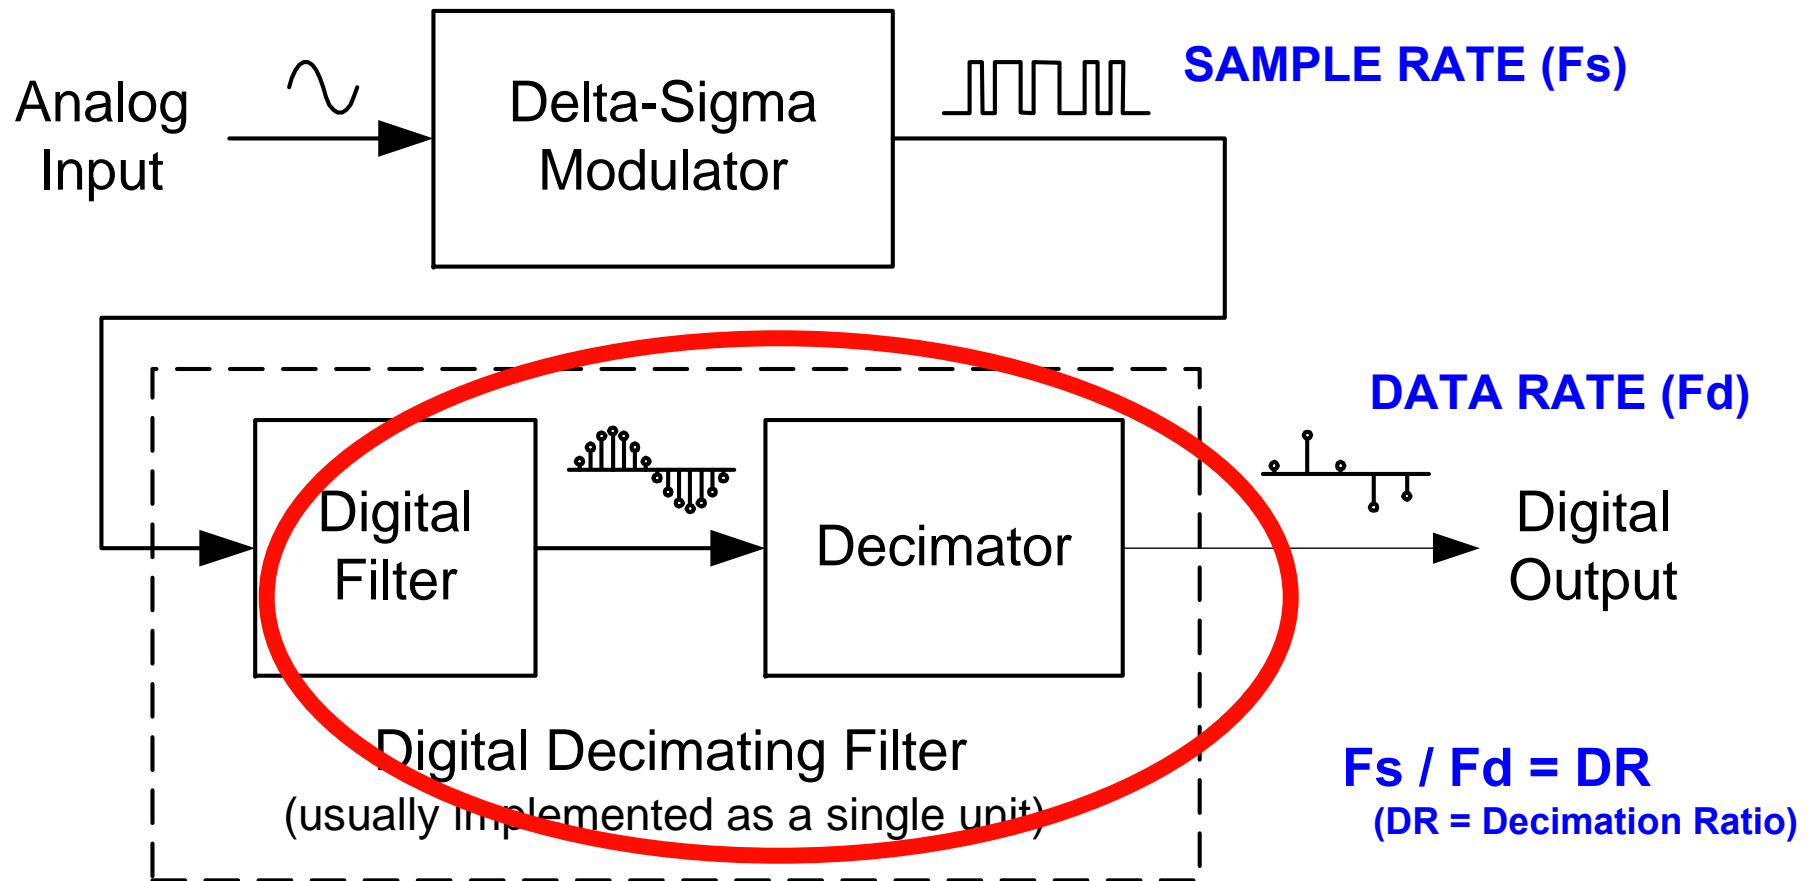 Analog
Input
Delta-Sigma
Modulator
SAMPLE RATE (Fs)
DATA RATE (Fd)
Digital
Filter
Decimator
Digital
Output
Digital Decimating Filter
(usually implemented as a single unit)
Fs / Fd = DR
(DR = Decimation Ratio)